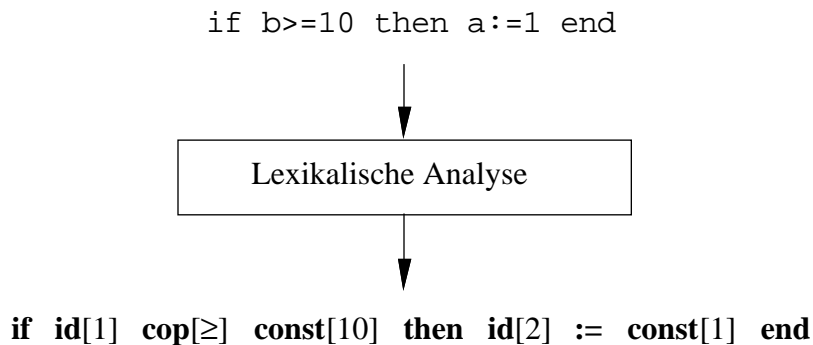 if b>=10 then a:=1 end
Lexikalische Analyse
if id[1] cop[≥] const[10] then id[2] := const[1] end